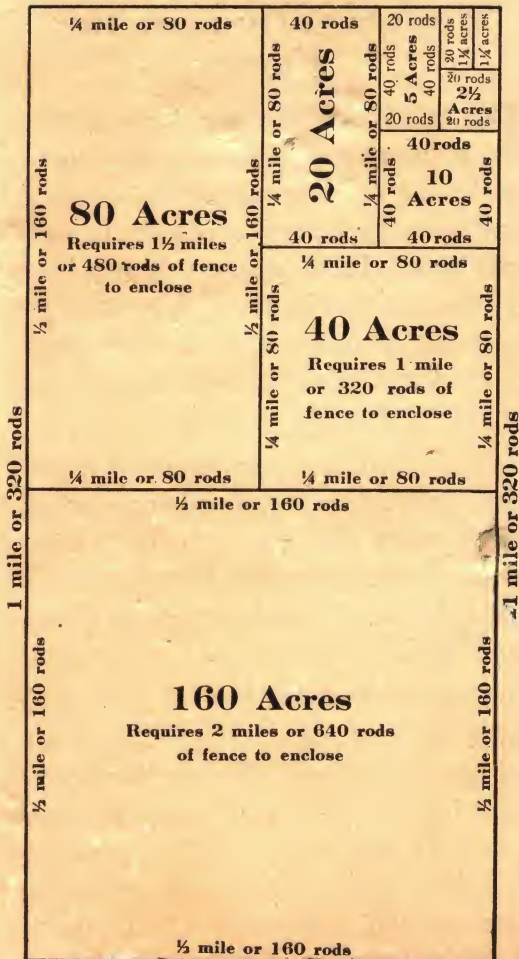 ¼ mile or 80 rods
½ mile or 160 rods
80 Acres
Requires 1½ miles
or 480 rods of fence
to enclose
½ mile or 160 rods
¼ mile or 80 rods
40 rods
¼ mile or 80 rods
20 Acres
¼ mile or 80 rods
40 rods
20 rods
40 rods
5 Acres
40 rods
20 rods
20 rods
1¼ acres
1¼ acres
20 rods
2½
Acres
20 rods
40 rods
40 rods
10
Acres
40 rods
40 rods
¼ mile or 80 rods
¼ mile or 80 rods
40 Acres
Requires 1 mile
or 320 rods of
fence to enclose
¼ mile or 80 rods
¼ mile or 80 rods
1 mile or 320 rods
1 mile or 320 rods
½ mile or 160 rods
½ mile or 160 rods
160 Acres
Requires 2 miles or 640 rods
of fence to enclose
½ mile or 160 rods
½ mile or 160 rods